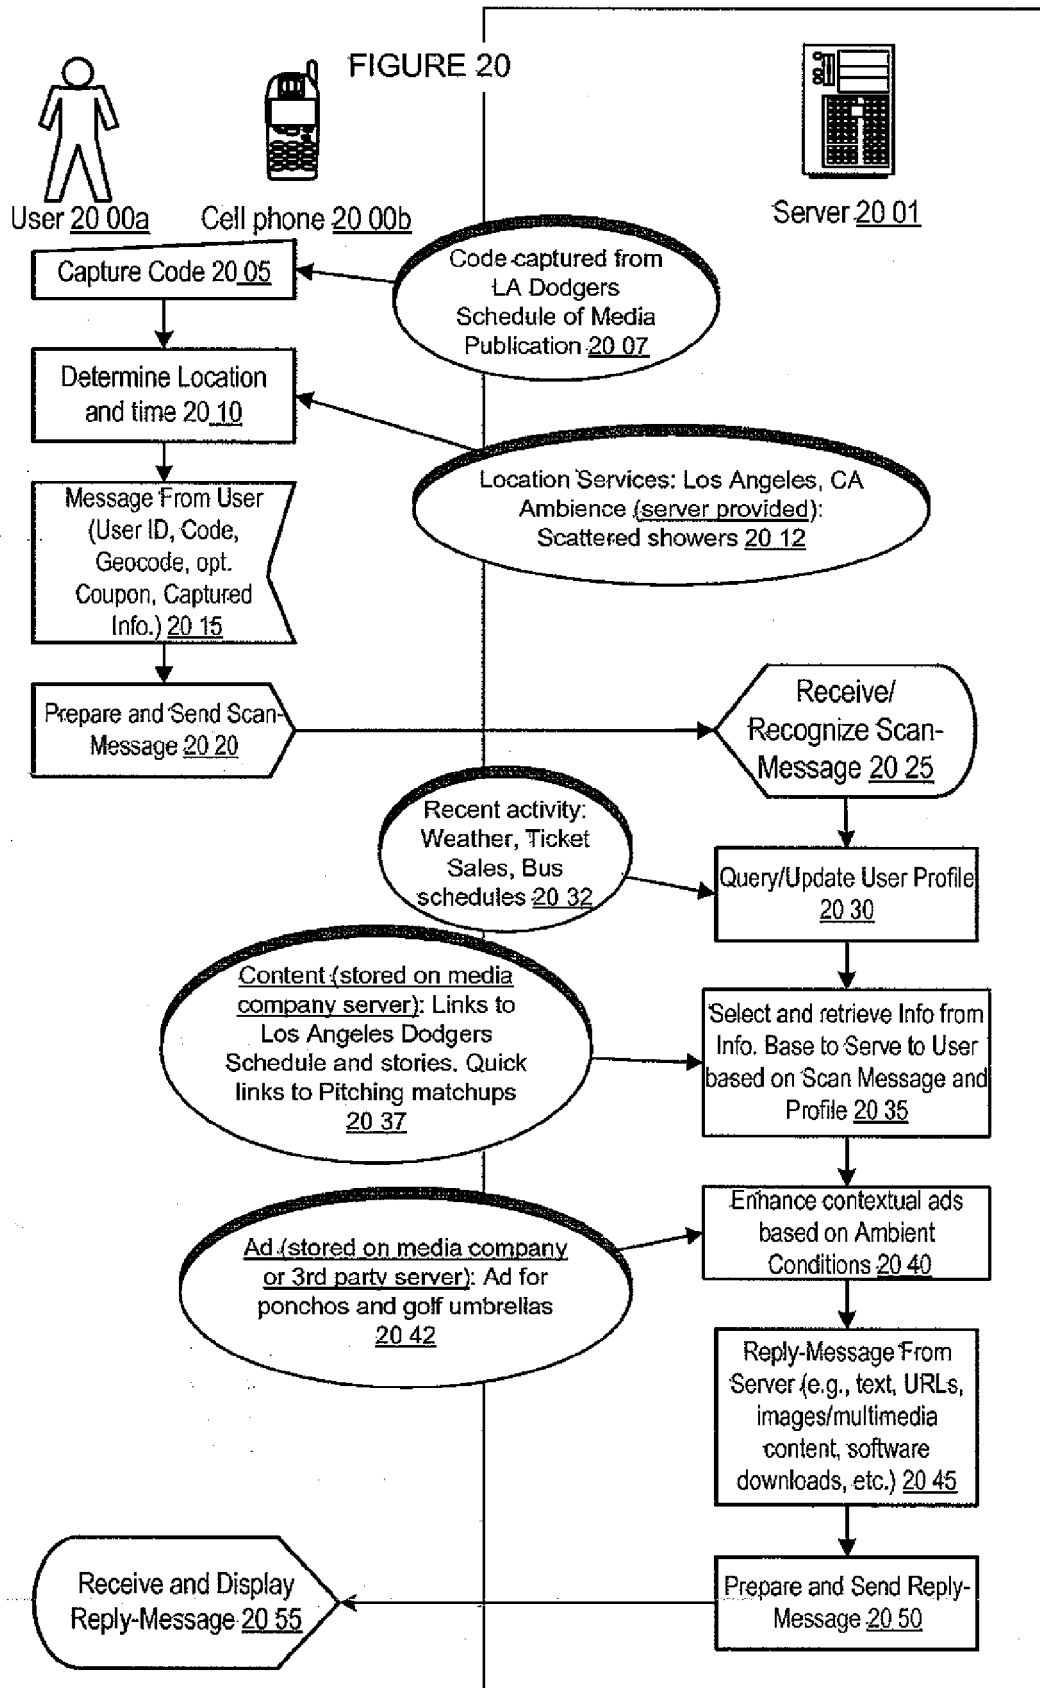 FIGURE 20
User 20 00a
Cell phone 20 00b
Server 20 01
Capture Code 20 05
Code captured from
LA Dodgers
Schedule of Media
Publication 20 07
Determine Location
and time 20 10
Location Services: Los Angeles, CA
Ambience (server provided):
Scattered showers 20 12
Message From User
(User ID, Code,
Geocode, opt.
Coupon, Captured
Info.) 20 15
Prepare and Send Scan-
Message 20 20
Receive/
Recognize Scan-
Message 20 25
Recent activity:
Weather, Ticket
Sales, Bus
schedules 20 32
Query/Update User Profile
20 30
Content (stored on media
company server): Links to
Los Angeles Dodgers
Schedule and stories. Quick
links to Pitching matchups
20 37
Select and retrieve Info from
Info. Base to Serve to User
based on Scan Message and
Profile 20 35
Ad (stored on media company
or 3rd party server): Ad for
ponchos and golf umbrellas
20 42
Enhance contextual ads
based on Ambient
Conditions 20 40
Reply-Message From
Server (e.g., text, URLs,
images/multimedia
content, software
downloads, etc.) 20 45
Prepare and Send Reply-
Message 20 50
Receive and Display
Reply-Message 20 55